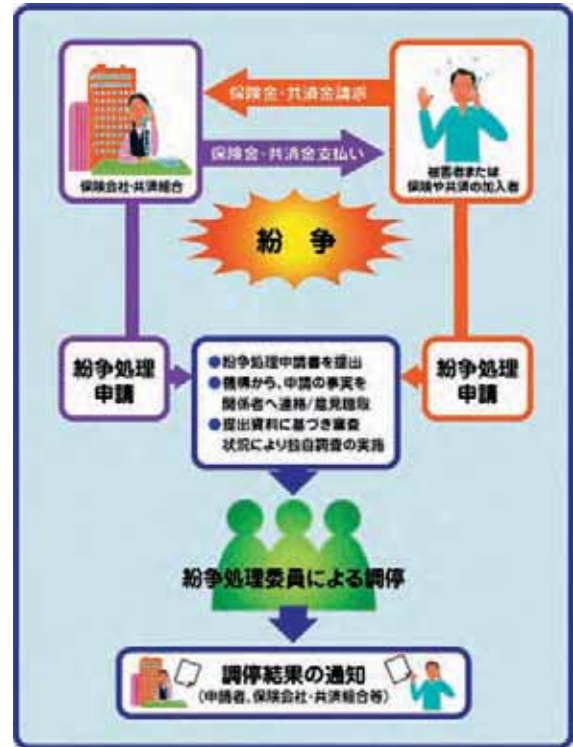 保険金・共済金請求
保険金・共済金支払い
保険会社・共済組合
被害者または
保険や共済の加入者
紛 争
紛争処理
申請
●紛争処理申請書を提出
●機構から、申請の事実を
関係者へ連絡/意見聴取
●提出資料に基づき審査
状況により独自調査の実施
紛争処理
申請
紛争処理委員による調停
調停結果の通知
(申請者、保険会社・共済組合等)